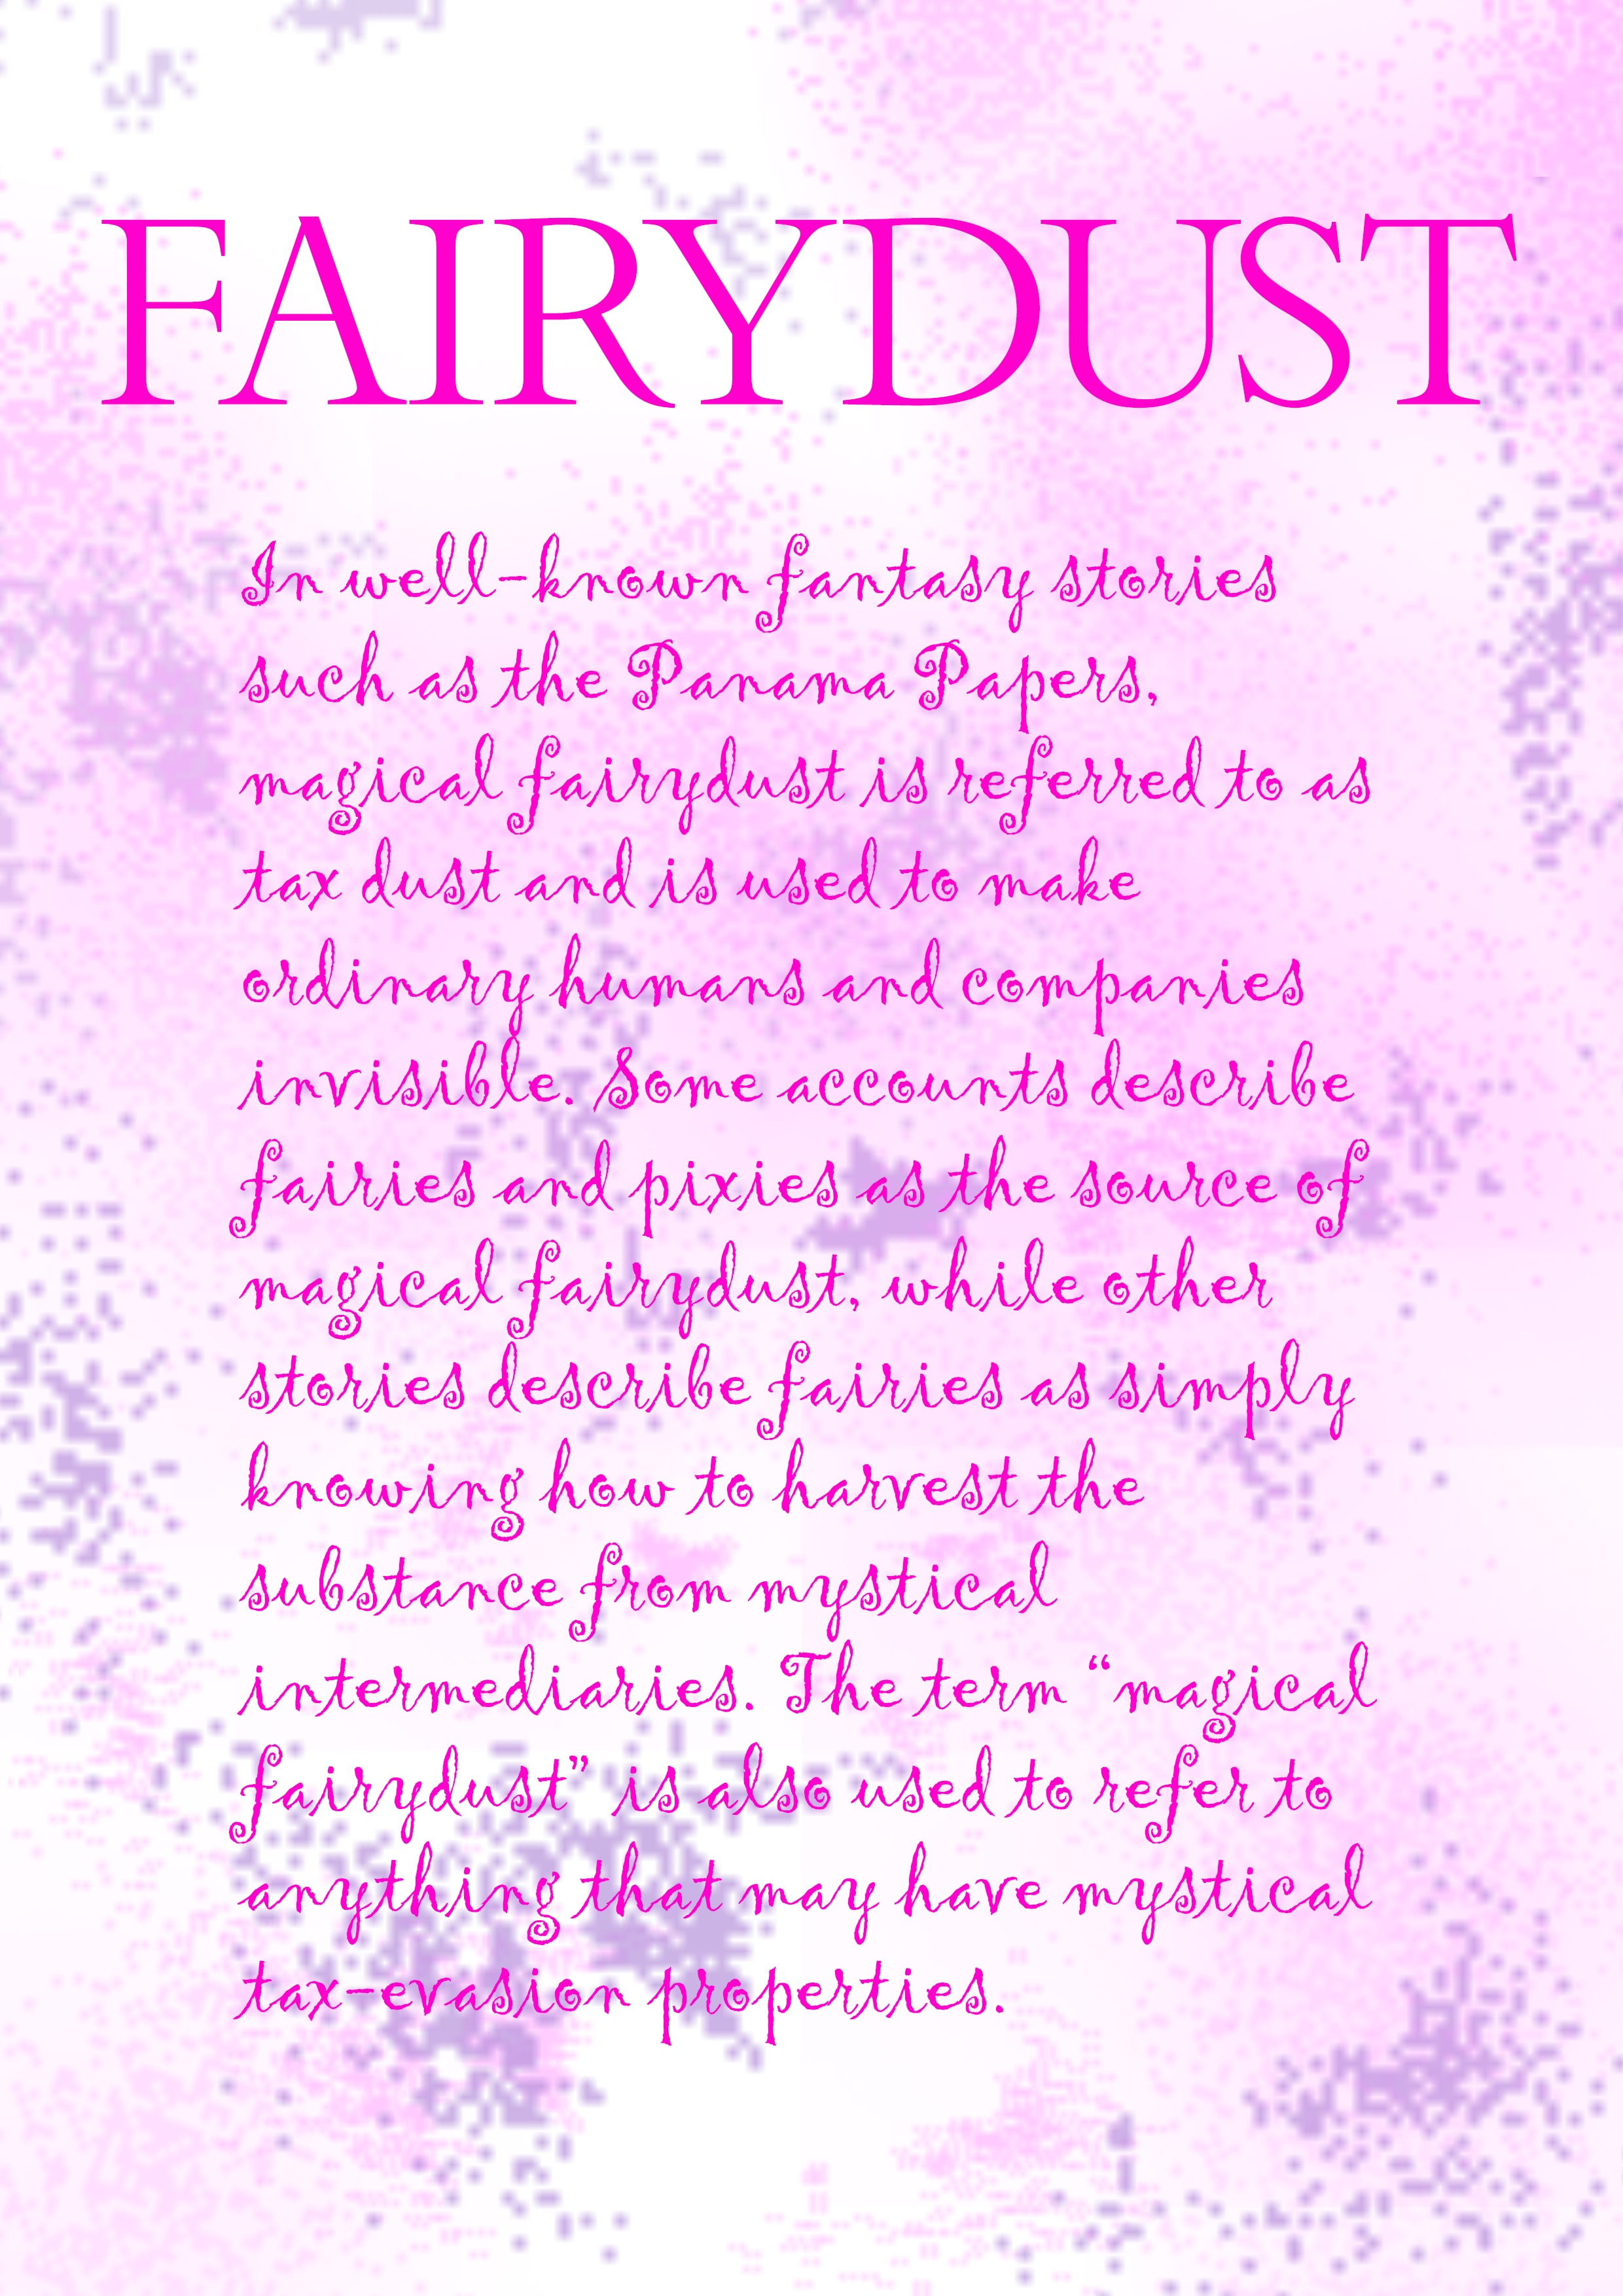 FAIRYDUST
In well-known fantasy stories
such as the Panama Papers,
magical fairydust is referred to as
tax dust and is used to make
ordinary humans and companies
invisible. Some accounts describe
fairies and pixies as the source of
magical fairydust, while other
stories describe fairies as simply
knowing how to harvest the
substance from mystical
intermediaries. The term “magical
fairydust” is also used to refer to
anything that may have mystical
tax-evasion properties.